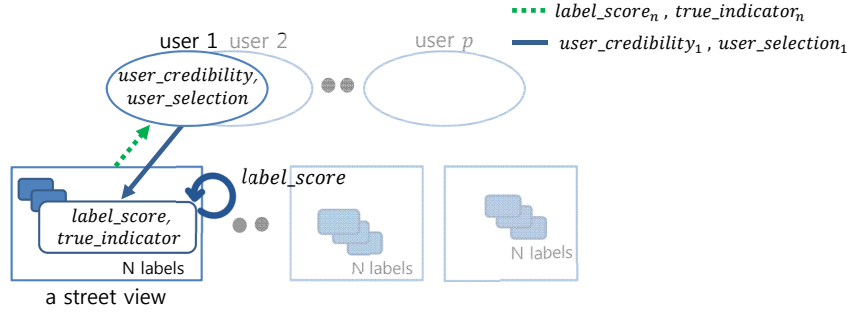 label_score_n , true_indicator_n
user_credibility_1 , user_selection_1
user 1
user 2
user p
user_credibility,
user_selection
label_score
label_score,
true_indicator
N labels
N labels
N labels
a street view